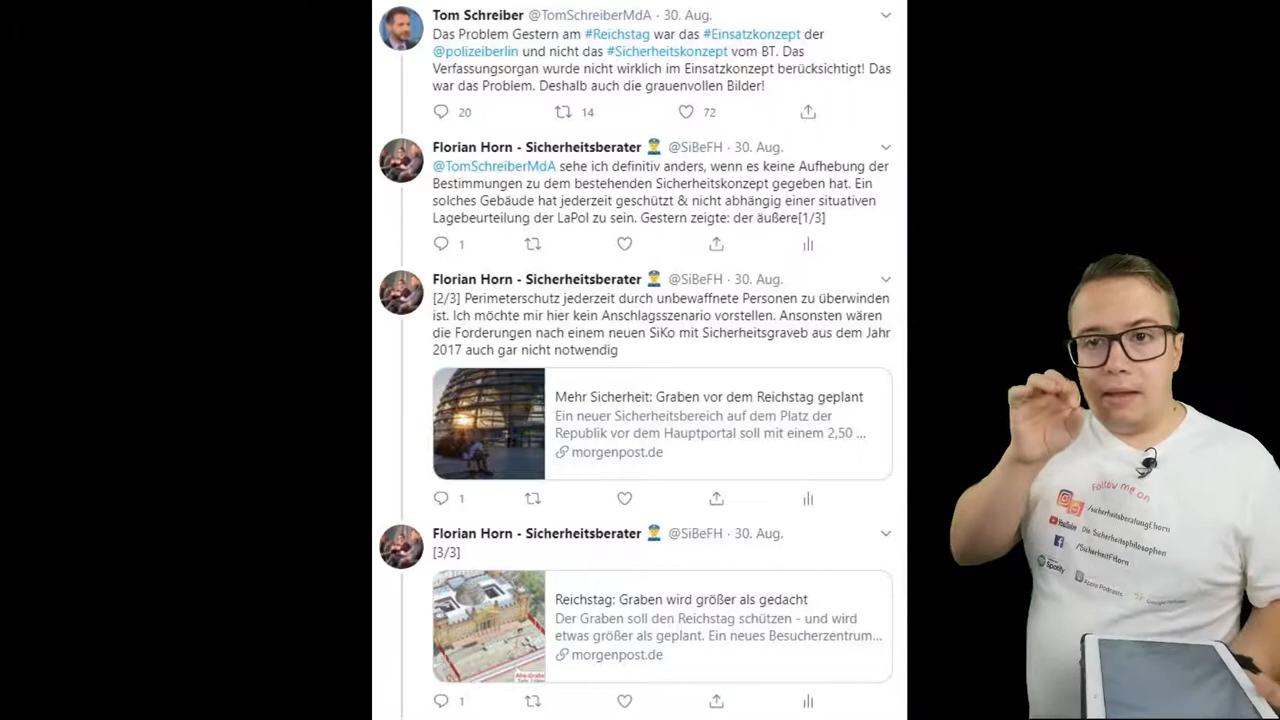 Tom Schreiber @TomSchreiberMdA · 30. Aug.
Das Problem Gestern am #Reichstag war das #Einsatzkonzept der
@polizeiberlin und nicht das #Sicherheitskonzept vom BT. Das
Verfassungsorgan wurde nicht wirklich im Einsatzkonzept berücksichtigt! Das
war das Problem. Deshalb auch die grauenvollen Bilder!
20 14 72
Florian Horn - Sicherheitsberater @SiBeFH · 30. Aug.
@TomSchreiberMdA sehe ich definitiv anders, wenn es keine Aufhebung der
Bestimmungen zu dem bestehenden Sicherheitskonzept gegeben hat. Ein
solches Gebäude hat jederzeit geschützt & nicht abhängig einer situativen
Lagebeurteilung der LaPol zu sein. Gestern zeigte: der äußere[1/3]
1
Florian Horn - Sicherheitsberater @SiBeFH · 30. Aug.
[2/3] Perimeterschutz jederzeit durch unbewaffnete Personen zu überwinden
ist. Ich möchte mir hier kein Anschlagsszenario vorstellen. Ansonsten wären
die Forderungen nach einem neuen SiKo mit Sicherheitsgraveb aus dem Jahr
2017 auch gar nicht notwendig
Mehr Sicherheit: Graben vor dem Reichstag geplant
Ein neuer Sicherheitsbereich auf dem Platz der
Republik vor dem Hauptportal soll mit einem 2,50 ...
morgenpost.de
1
Florian Horn - Sicherheitsberater @SiBeFH · 30. Aug.
[3/3]
Reichstag: Graben wird größer als gedacht
Der Graben soll den Reichstag schützen - und wird
etwas größer als geplant. Ein neues Besucherzentrum...
morgenpost.de
1
Follow me on
/sicherheitsberatungf.horn
YouTube Die Sicherheitsphilosophen
/SicherheitFHorn
Spotify Apple Podcasts